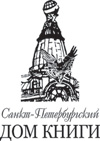 Санкт-Петербургский
ДОМ КНИГИ